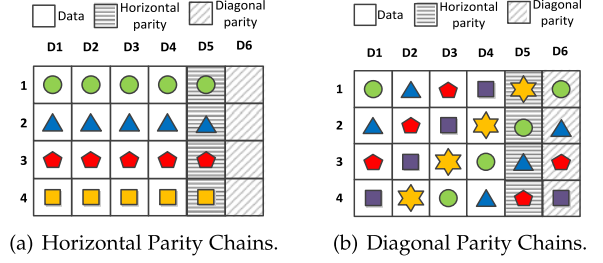 Data
Horizontal parity
Diagonal parity
D1 D2 D3 D4 D5 D6
1
2
3
4
(a) Horizontal Parity Chains.
Data
Horizontal parity
Diagonal parity
D1 D2 D3 D4 D5 D6
1
2
3
4
(b) Diagonal Parity Chains.